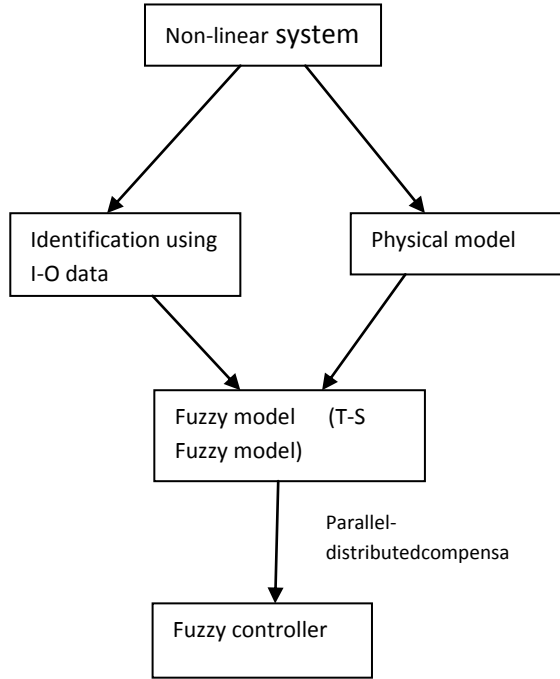 Non-linear system
Identification using
I-O data
Physical model
Fuzzy model (T-S
Fuzzy model)
Parallel-
distributedcompensa
Fuzzy controller